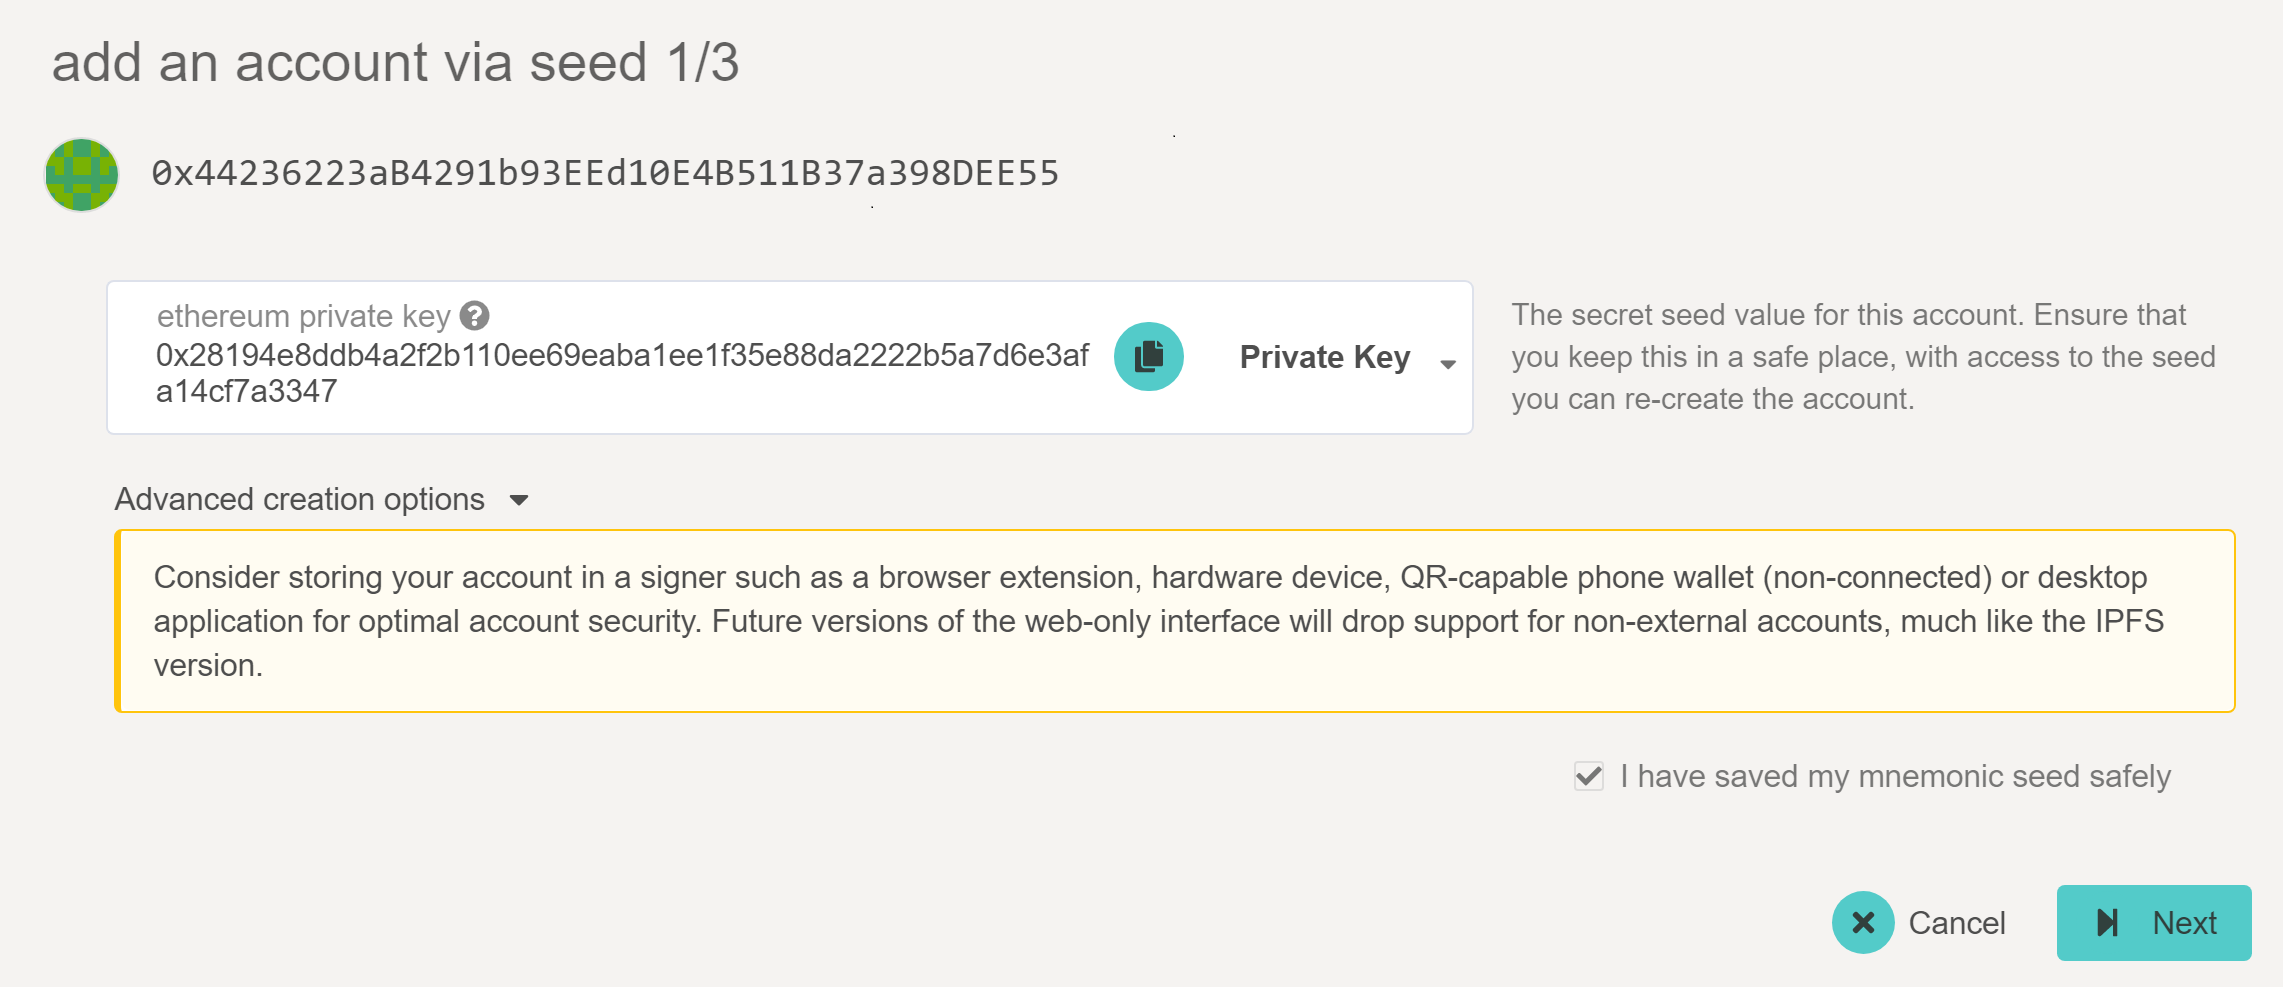 add an account via seed 1/3
0x44236223aB4291b93EEd10E4B511B37a398DEE55
ethereum private key
0x28194e8ddb4a2f2b110ee69eaba1ee1f35e88da2222b5a7d6e3af
a14cf7a3347
Private Key
The secret seed value for this account. Ensure that
you keep this in a safe place, with access to the seed
you can re-create the account.
Advanced creation options
Consider storing your account in a signer such as a browser extension, hardware device, QR-capable phone wallet (non-connected) or desktop
application for optimal account security. Future versions of the web-only interface will drop support for non-external accounts, much like the IPFS
version.
I have saved my mnemonic seed safely
Cancel
Next